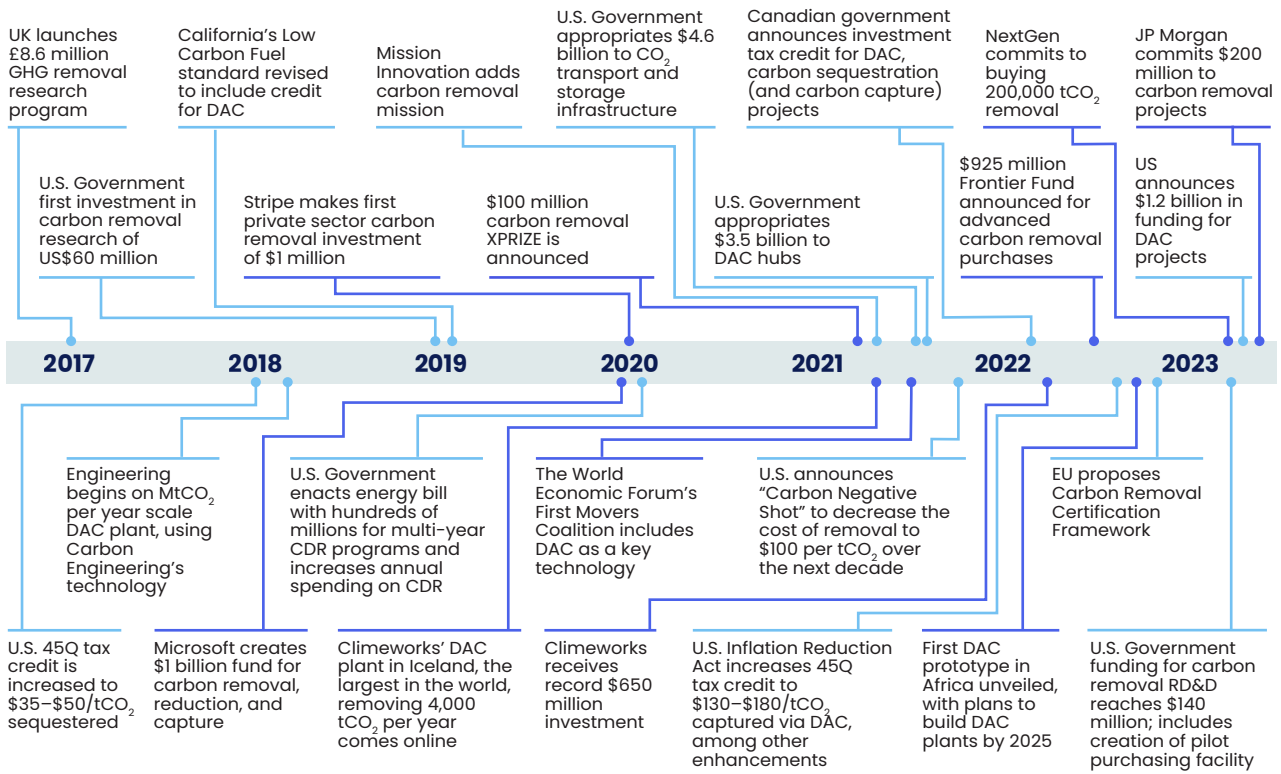 UK launches
£8.6 million
GHG removal
research
program
California’s Low
Carbon Fuel
standard revised
to include credit
for DAC
Mission
Innovation adds
carbon removal
mission
U.S. Government
appropriates $4.6
billion to CO₂
transport and
storage
infrastructure
Canadian government
announces investment
tax credit for DAC,
carbon sequestration
(and carbon capture)
projects
NextGen
commits to
buying
200,000 tCO₂
removal
JP Morgan
commits $200
million to
carbon removal
projects
U.S. Government
first investment in
carbon removal
research of
US$60 million
Stripe makes first
private sector carbon
removal investment
of $1 million
$100 million
carbon removal
XPRIZE is
announced
U.S. Government
appropriates
$3.5 billion to
DAC hubs
$925 million
Frontier Fund
announced for
advanced
carbon removal
purchases
US
announces
$1.2 billion in
funding for
DAC
projects
2017 2018 2019 2020 2021 2022 2023
Engineering
begins on MtCO₂
per year scale
DAC plant, using
Carbon
Engineering’s
technology
U.S. Government
enacts energy bill
with hundreds of
millions for multi-year
CDR programs and
increases annual
spending on CDR
The World
Economic Forum’s
First Movers
Coalition includes
DAC as a key
technology
U.S. announces
“Carbon Negative
Shot” to decrease the
cost of removal to
$100 per tCO₂ over
the next decade
EU proposes
Carbon Removal
Certification
Framework
U.S. 45Q tax
credit is
increased to
$35–$50/tCO₂
sequestered
Microsoft creates
$1 billion fund for
carbon removal,
reduction, and
capture
Climeworks’ DAC
plant in Iceland, the
largest in the world,
removing 4,000
tCO₂ per year
comes online
Climeworks
receives
record $650
million
investment
U.S. Inflation Reduction
Act increases 45Q
tax credit to
$130–$180/tCO₂
captured via DAC,
among other
enhancements
First DAC
prototype in
Africa unveiled,
with plans to
build DAC
plants by 2025
U.S. Government
funding for carbon
removal RD&D
reaches $140
million; includes
creation of pilot
purchasing facility